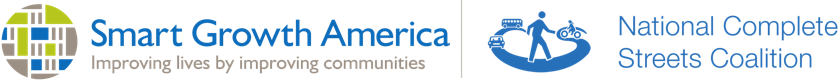 Smart Growth America
Improving lives by improving communities
National Complete
Streets Coalition